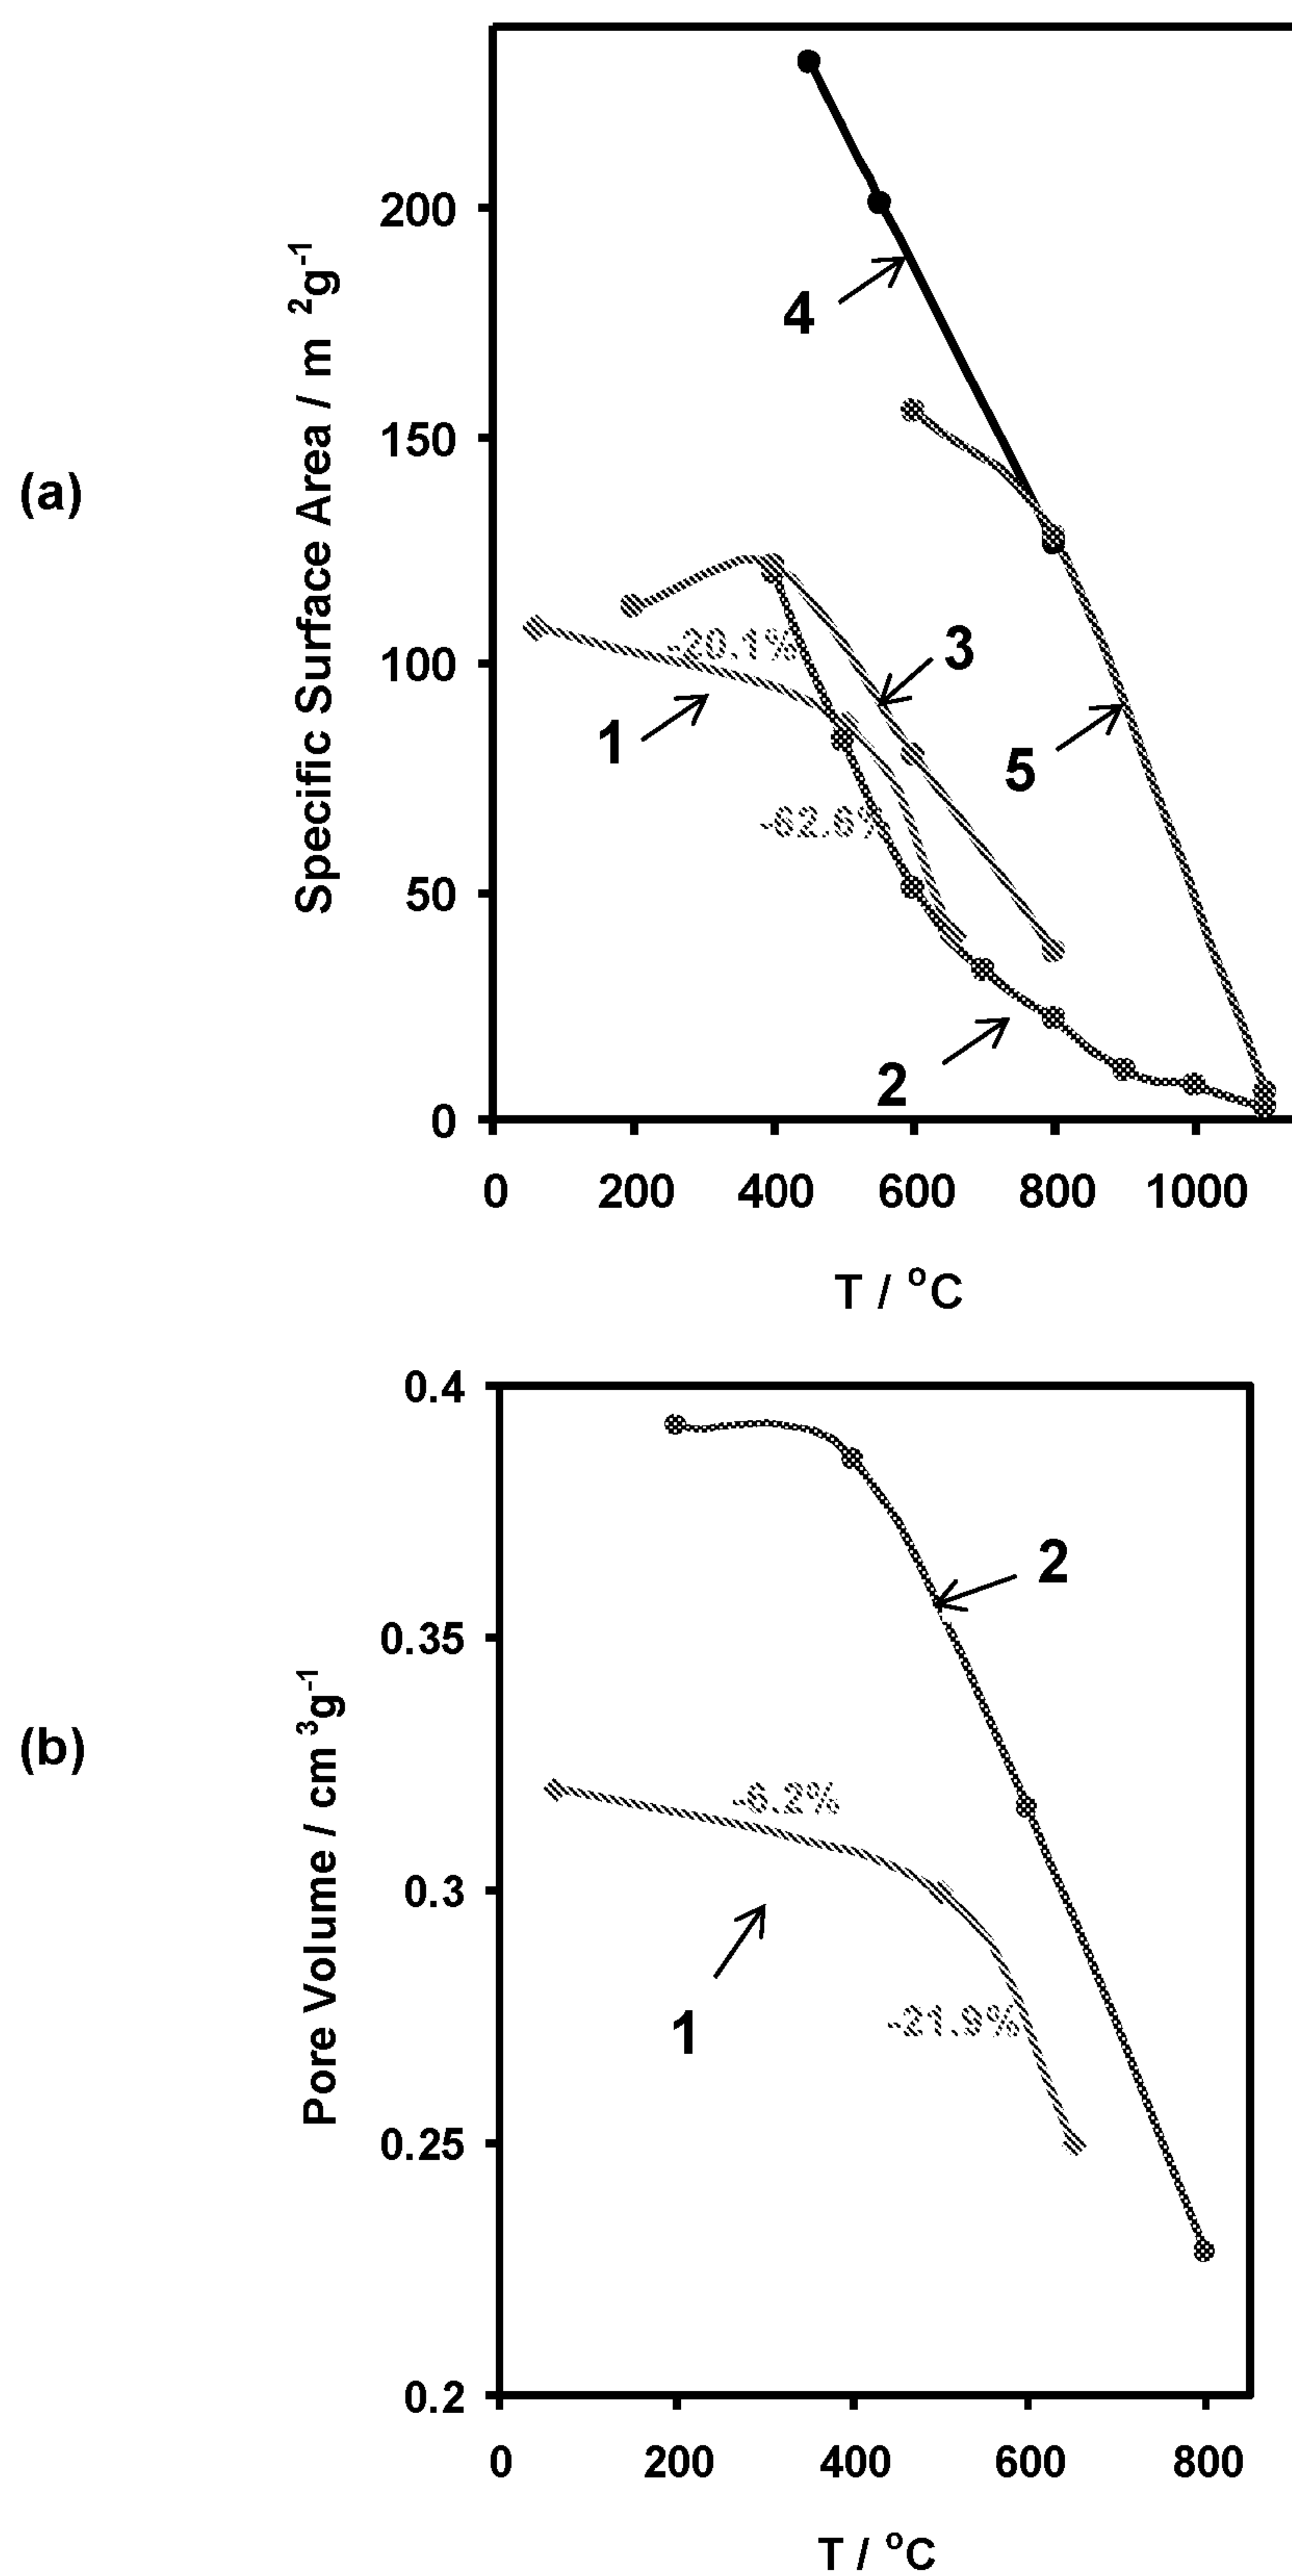 (a)
Specific Surface Area / m ²g⁻¹
200
150
100
50
0
4
-20.1%
3
1
5
-62.6%
2
0 200 400 600 800 1000
T / °C
(b)
Pore Volume / cm ³g⁻¹
0.4
0.35
0.3
0.25
0.2
2
-6.2%
1
-21.9%
0 200 400 600 800
T / °C